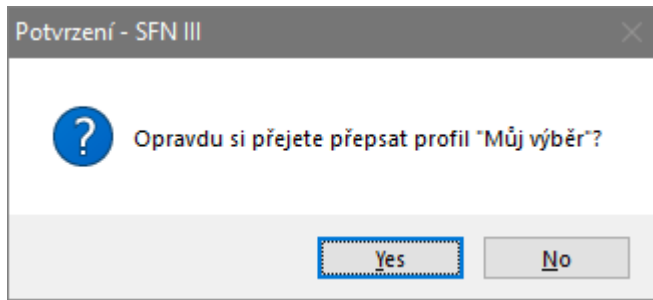 Potvrzení - SFN III
Opravdu si přejete přepsat profil "Můj výběr"?
Yes
No